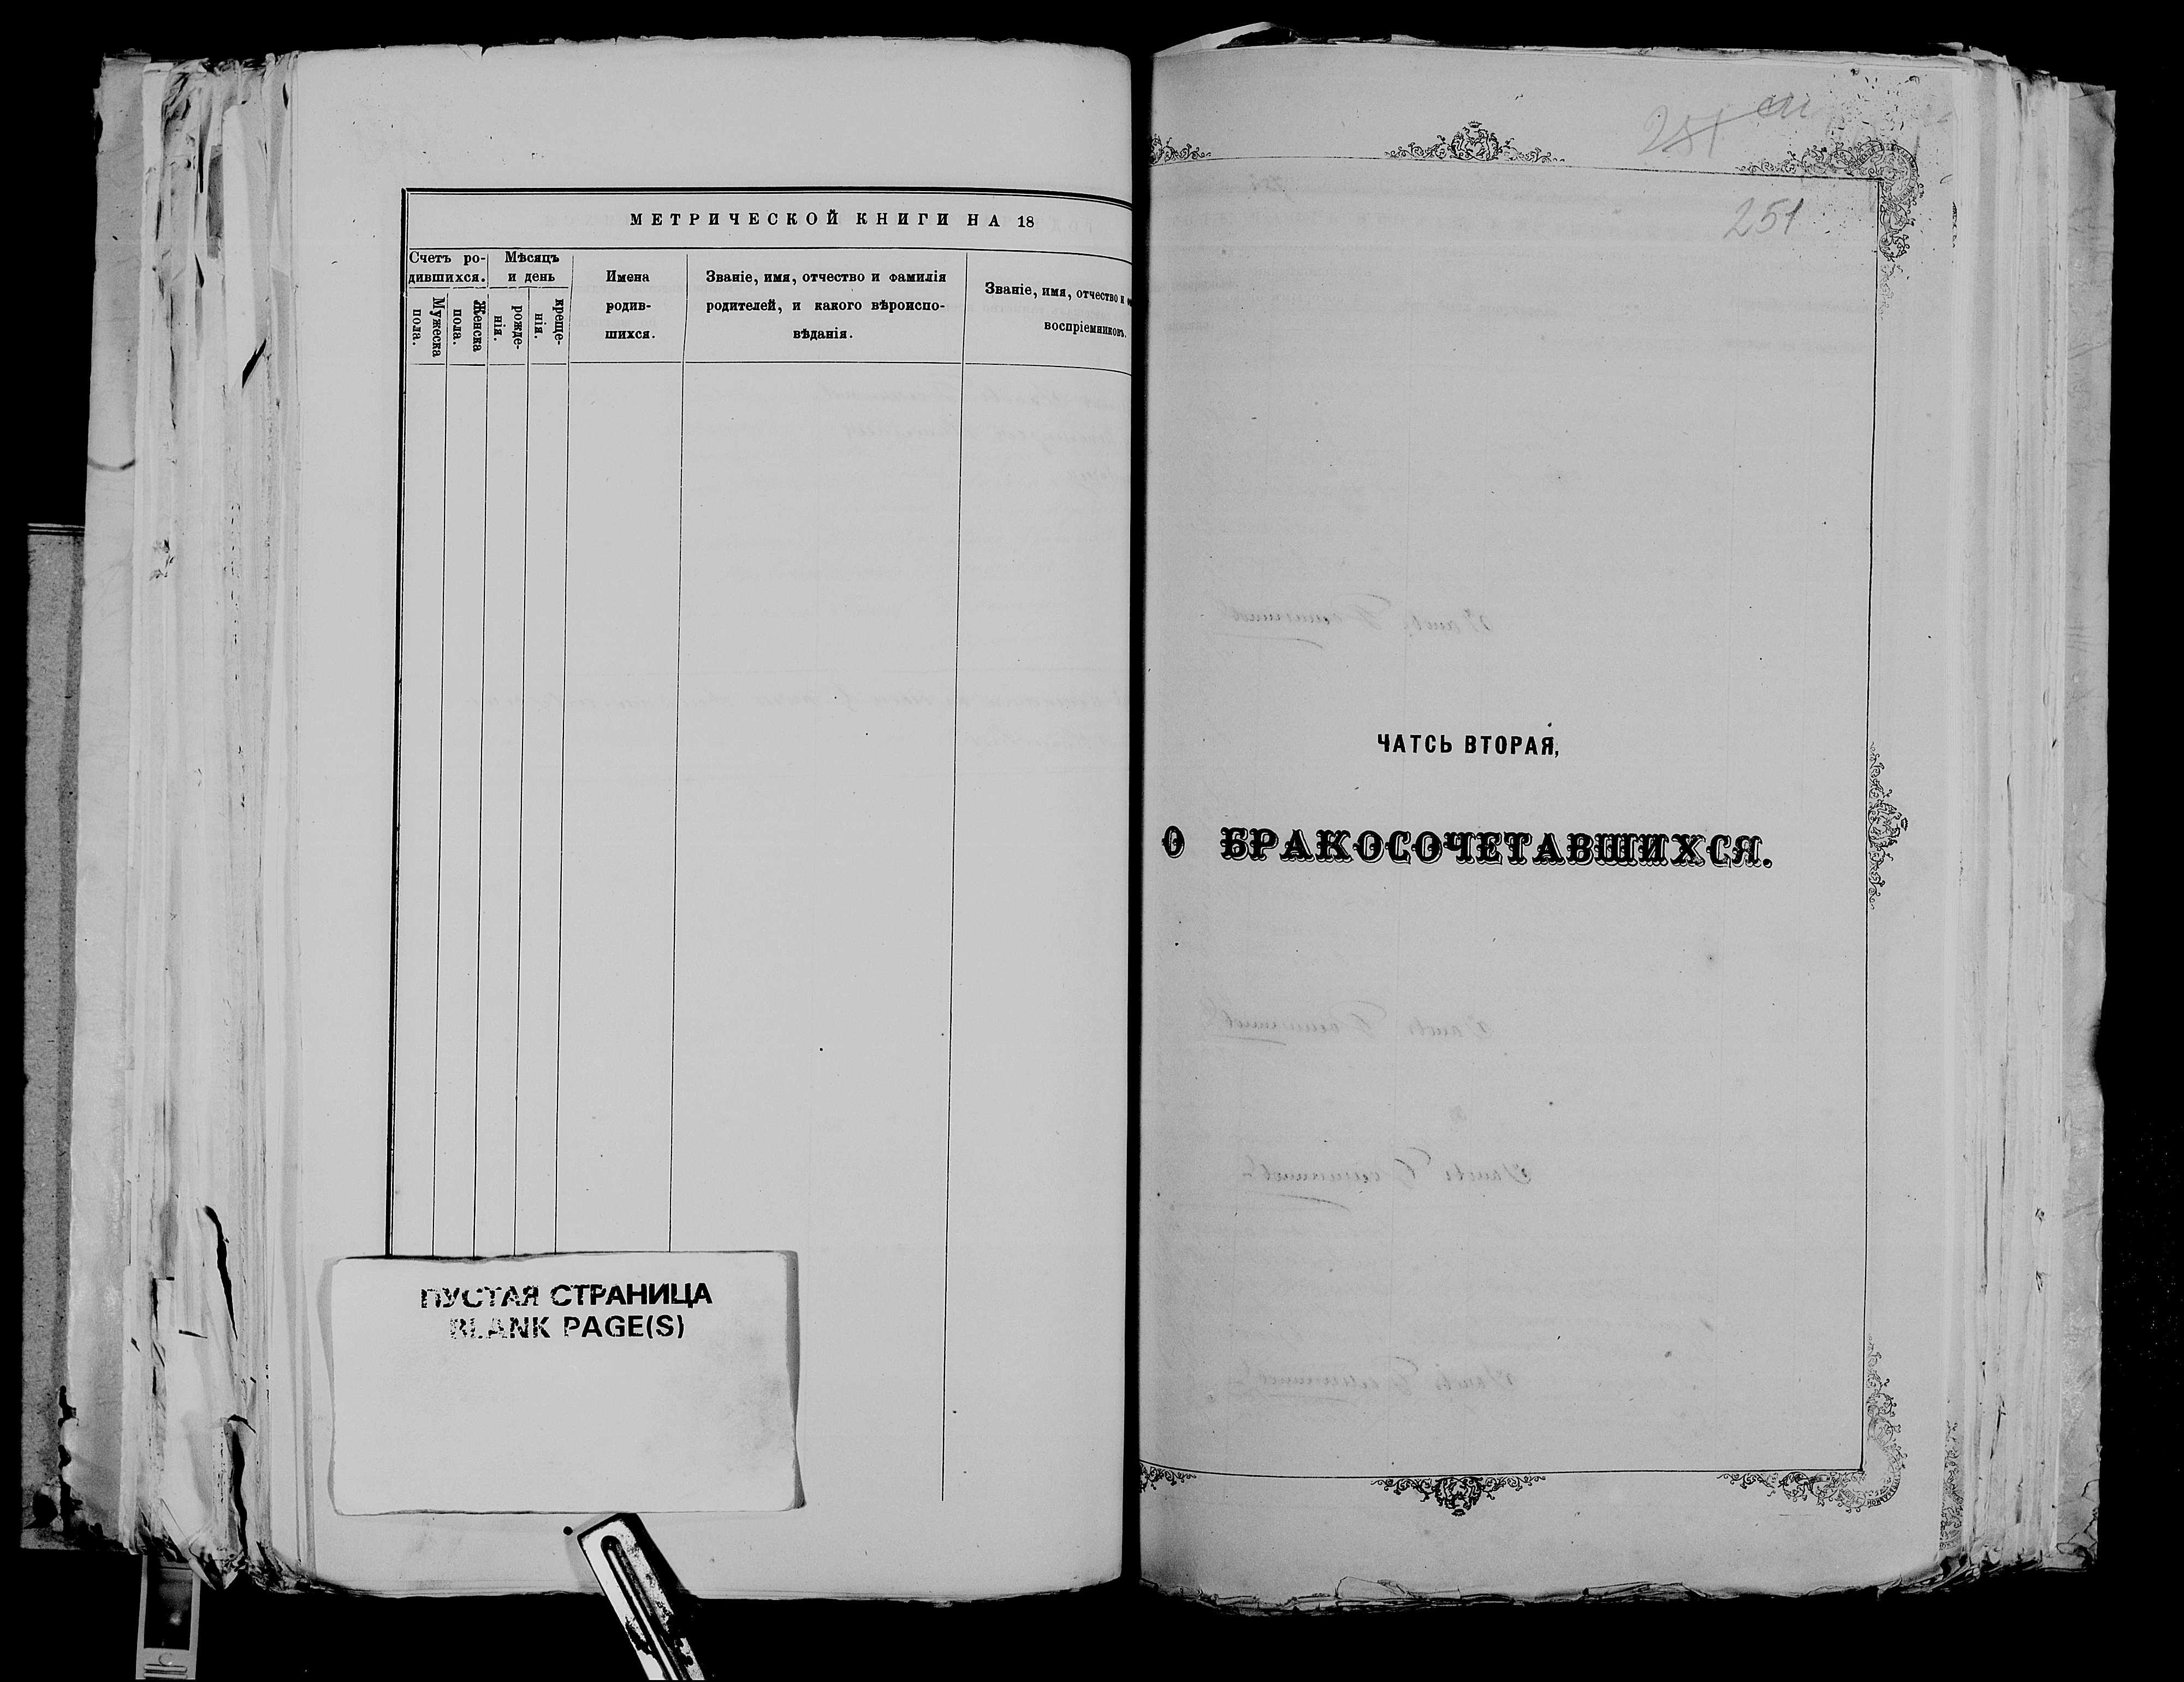 МЕТРИЧЕСКОЙ КНИГИ НА 18
Счетъ ро-
дившихся.
Мужеска
пола.
Женска
пола.
Мѣсяцъ
и день
рожде-
нія.
креще-
нія.
Имена
родив-
шихся.
Званіе, имя, отчество и фамилія
родителей, и какого вѣроиспо-
вѣданія.
Званіе, имя, отчество и
воспріемниковъ.
ПУСТАЯ СТРАНИЦА
BLANK PAGE(S)
251
251
ЧАТСЬ ВТОРАЯ,
О БРАКОСОЧЕТАВШИХСЯ.